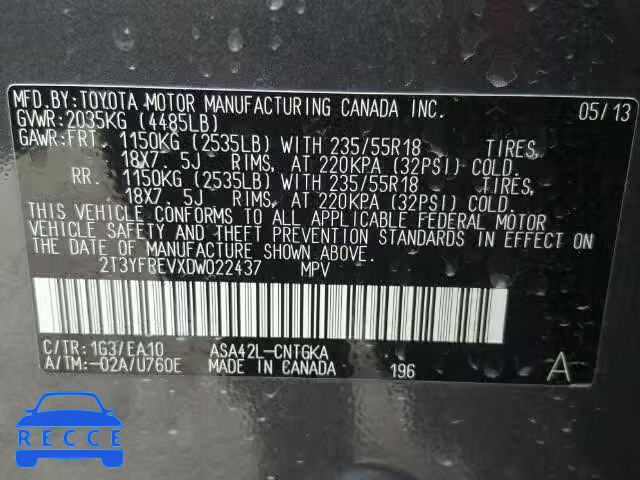 MFD.BY:TOYOTA MOTOR MANUFACTURING CANADA INC. 05/13
GVWR:2035KG (4485LB)
GAWR:FRT. 1150KG (2535LB) WITH 235/55R18 TIRES,
18X7. 5J RIMS, AT 220KPA (32PSI) COLD.
RR. 1150KG (2535LB) WITH 235/55R18 TIRES,
18X7. 5J RIMS, AT 220KPA (32PSI) COLD.
THIS VEHICLE CONFORMS TO ALL APPLICABLE FEDERAL MOTOR
VEHICLE SAFETY AND THEFT PREVENTION STANDARDS IN EFFECT ON
THE DATE OF MANUFACTURE SHOWN ABOVE.
2T3YFREVXDW022437 MPV
C/TR:1G3/EA10 ASA42L-CNTGKA
A/TM:-02A/U760E MADE IN CANADA 196 A
RECCE